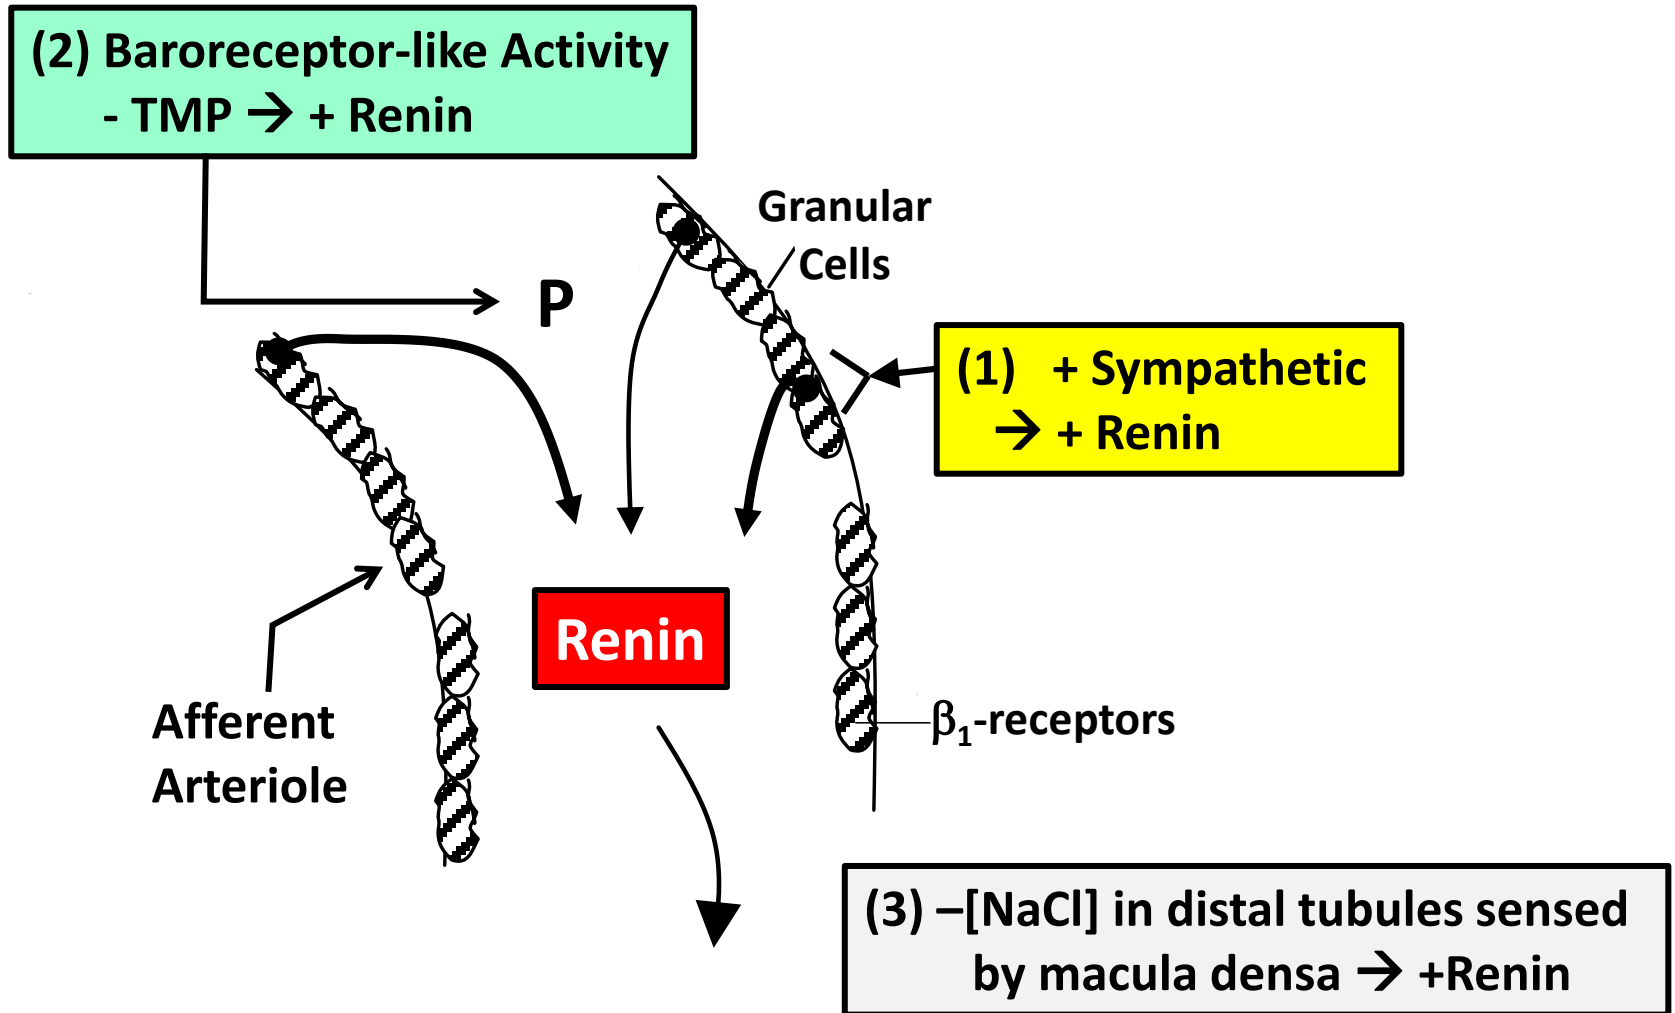 (2) Baroreceptor-like Activity
- TMP → + Renin
Granular
Cells
P
(1) + Sympathetic
→ + Renin
Renin
Afferent
Arteriole
β₁-receptors
(3) –[NaCl] in distal tubules sensed
by macula densa → +Renin